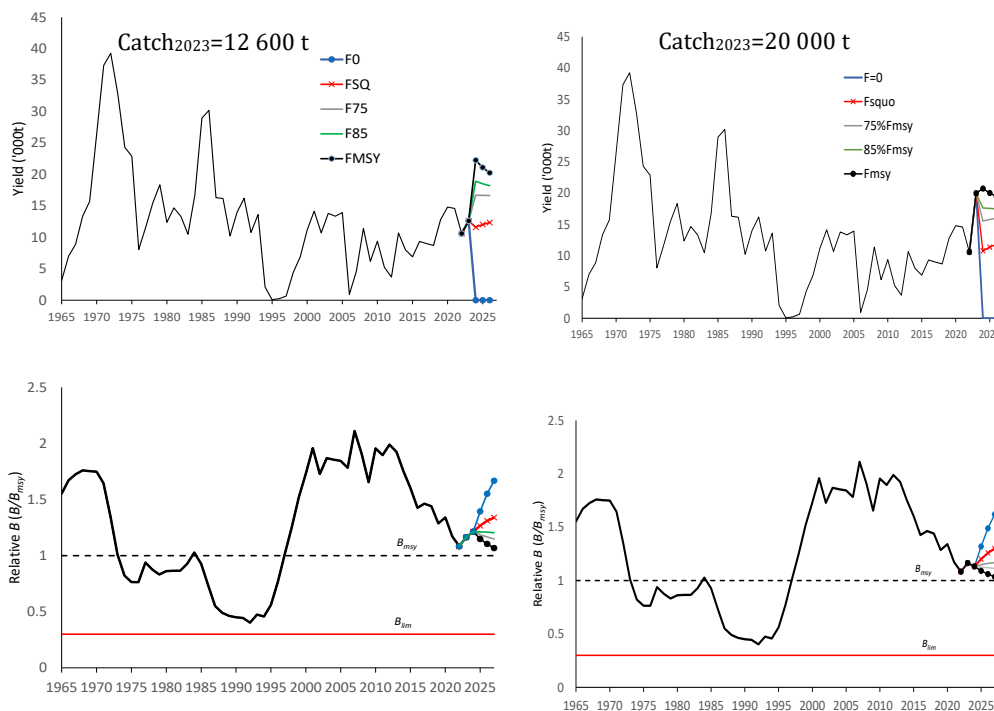 Catch2023=12 600 t
Yield ('000t)
45
40
35
30
25
20
15
10
5
0
F0
FSQ
F75
F85
FMSY
1965 1970 1975 1980 1985 1990 1995 2000 2005 2010 2015 2020 2025
Catch2023=20 000 t
Yield ('000t)
45
40
35
30
25
20
15
10
5
0
F=0
Fsquo
75%Fmsy
85%Fmsy
Fmsy
1965 1970 1975 1980 1985 1990 1995 2000 2005 2010 2015 2020
Relative B (B/Bmsy)
2.5
2
1.5
1
0.5
0
Bmsy
Blim
1965 1970 1975 1980 1985 1990 1995 2000 2005 2010 2015 2020 2025
Relative B (B/Bmsy)
2.5
2
1.5
1
0.5
0
Bmsy
Blim
1965 1970 1975 1980 1985 1990 1995 2000 2005 2010 2015 2020 2025